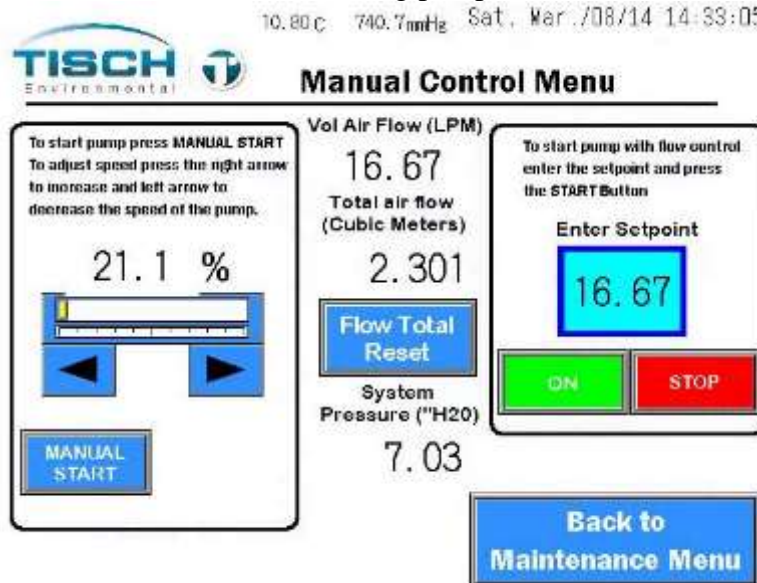 10.80 C 740.7mmHg Sat. Mar./08/14 14:33:05
TISCH
Environmental
Manual Control Menu
To start pump press MANUAL START
To adjust speed press the right arrow
to increase and left arrow to
decrease the speed of the pump.
21.1 %
MANUAL
START
Vol Air Flow (LPM)
16.67
Total air flow
(Cubic Meters)
2.301
Flow Total
Reset
System
Pressure ("H20)
7.03
To start pump with flow control
enter the setpoint and press
the START Button
Enter Setpoint
16.67
ON
STOP
Back to
Maintenance Menu